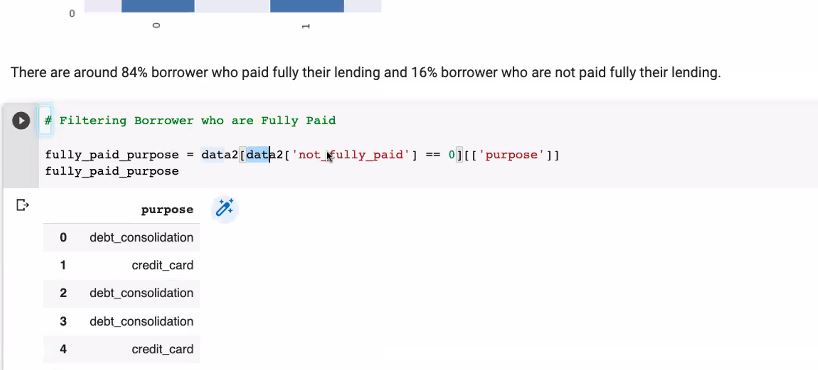 0
0
1
There are around 84% borrower who paid fully their lending and 16% borrower who are not paid fully their lending.
# Filtering Borrower who are Fully Paid
fully_paid_purpose = data2[data2['not_fully_paid'] == 0][['purpose']]
fully_paid_purpose
purpose
0 debt_consolidation
1 credit_card
2 debt_consolidation
3 debt_consolidation
4 credit_card